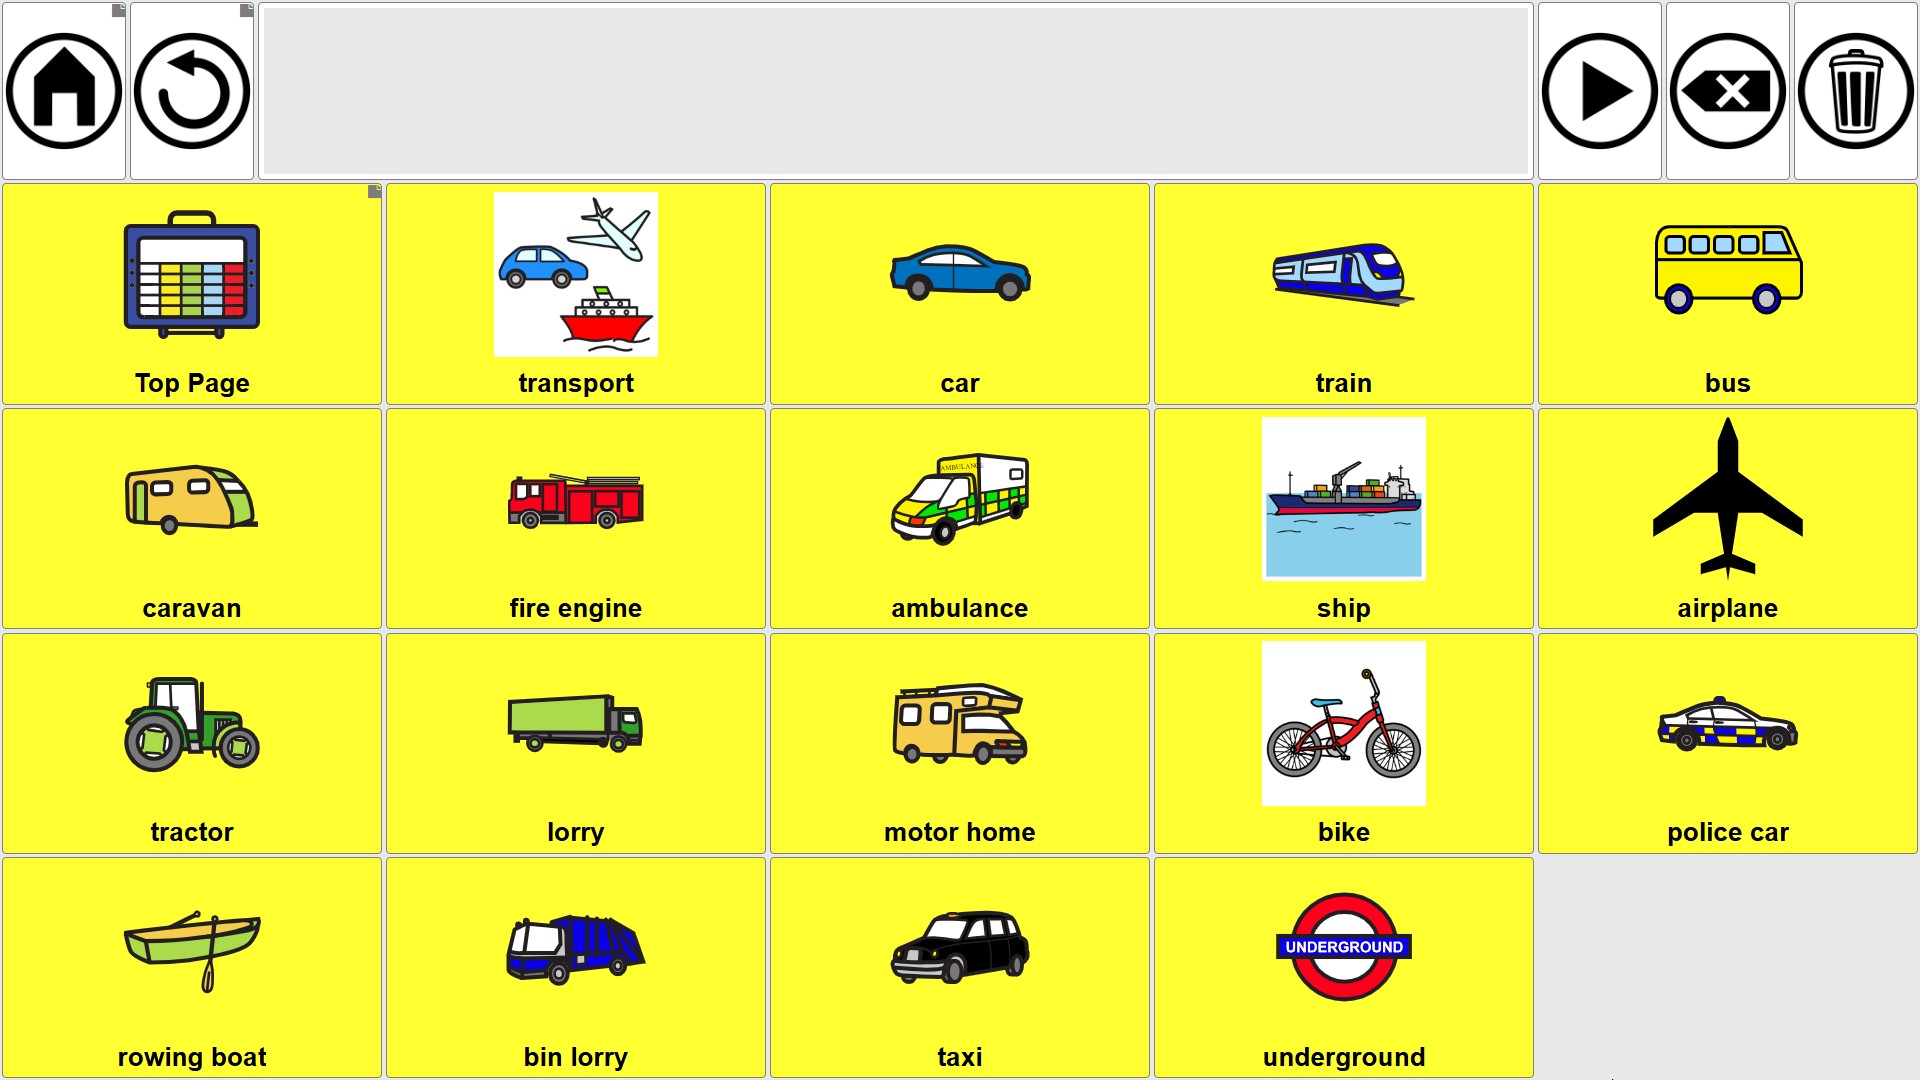 Top Page
transport
car
train
bus
caravan
fire engine
AMBULANCE
ambulance
ship
airplane
tractor
lorry
motor home
bike
police car
rowing boat
bin lorry
taxi
UNDERGROUND
underground